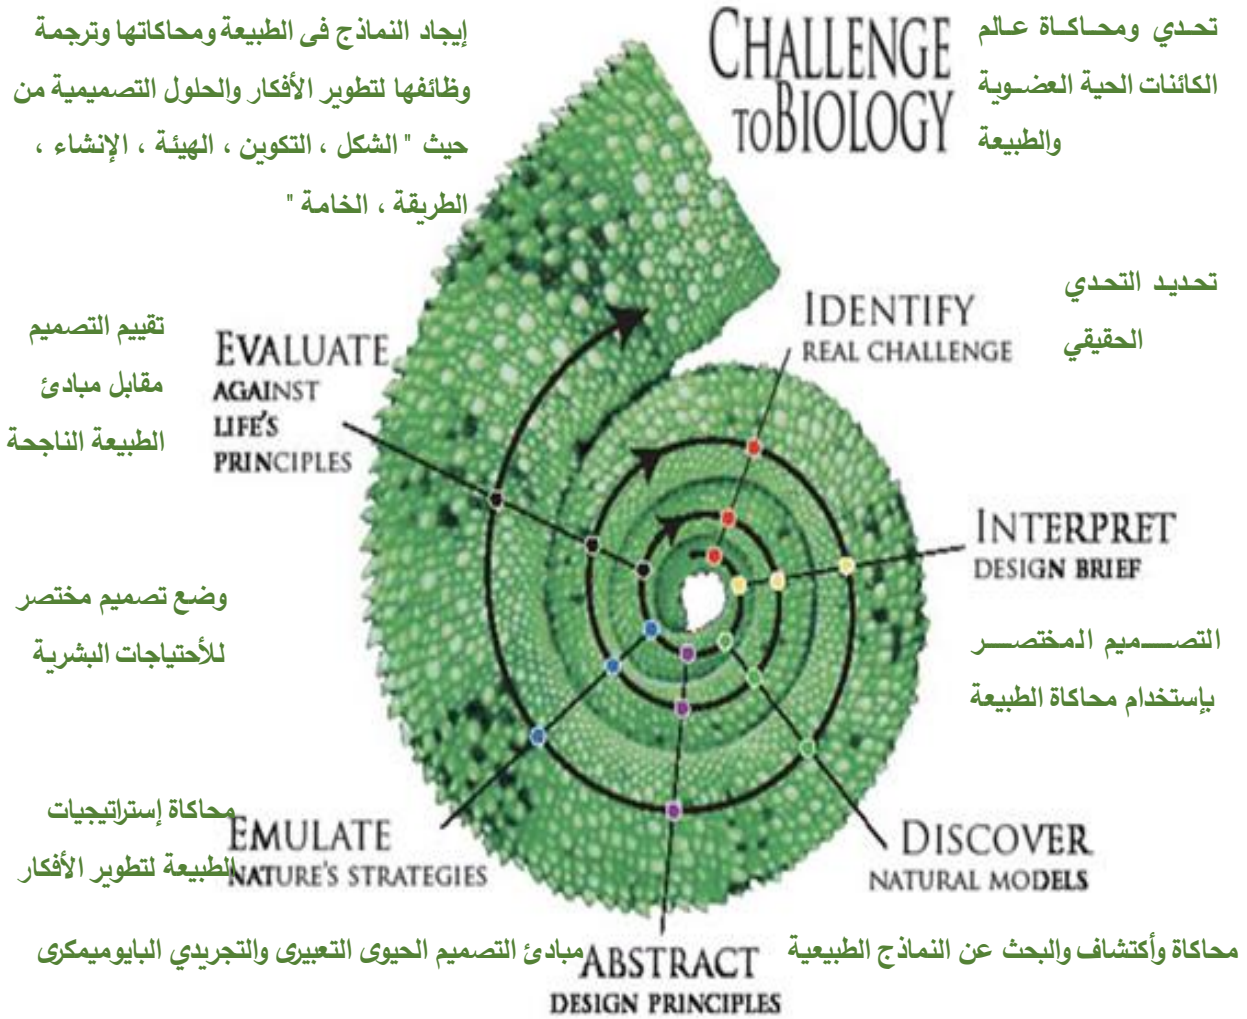 إيجاد النماذج فى الطبيعة ومحاكاتها وترجمة
وظائفها لتطوير الأفكار والحلول التصميمية من
حيث " الشكل ، التكوين ، الهيئة ، الإنشاء ،
الطريقة ، الخامة "
CHALLENGE
TO BIOLOGY
تحدي ومحاكاة عالم
الكائنات الحية العضوية
والطبيعة
IDENTIFY
REAL CHALLENGE
تحديد التحدي
الحقيقي
EVALUATE
AGAINST
LIFE'S
PRINCIPLES
تقييم التصميم
مقابل مبادئ
الطبيعة الناجحة
INTERPRET
DESIGN BRIEF
التصميم المختصر
بإستخدام محاكاة الطبيعة
وضع تصميم مختصر
للأحتياجات البشرية
محاكاة إستراتيجيات
الطبيعة لتطوير الأفكار
EMULATE
NATURE'S STRATEGIES
DISCOVER
NATURAL MODELS
محاكاة وأكتشاف والبحث عن النماذج الطبيعية
ABSTRACT
DESIGN PRINCIPLES
مبادئ التصميم الحيوى التعبيرى والتجريدي البايوميمكرى